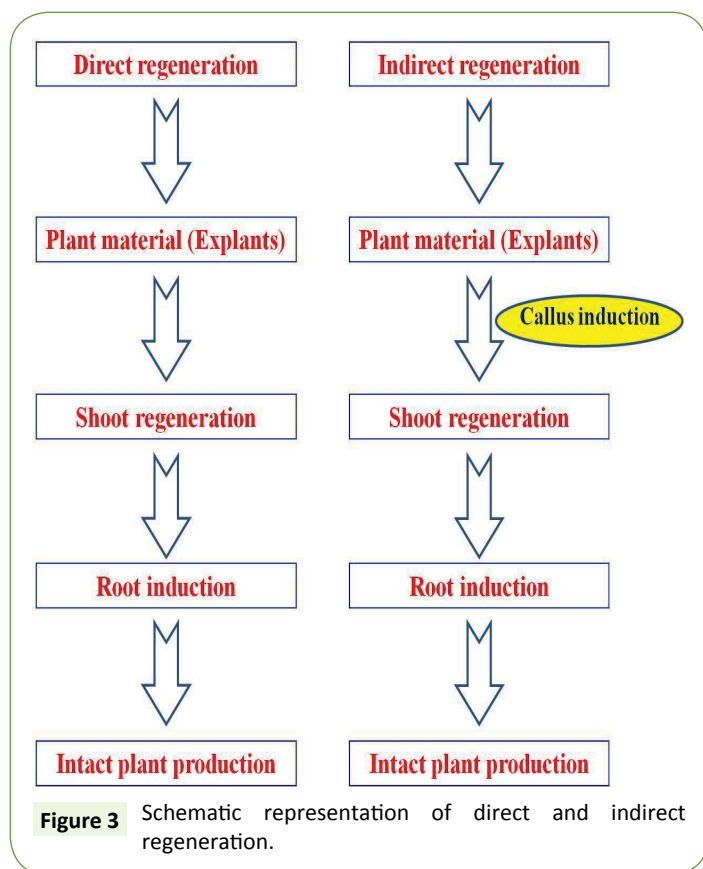 Direct regeneration
Indirect regeneration
Plant material (Explants)
Plant material (Explants)
Callus induction
Shoot regeneration
Shoot regeneration
Root induction
Root induction
Intact plant production
Intact plant production
Figure 3 Schematic representation of direct and indirect
regeneration.